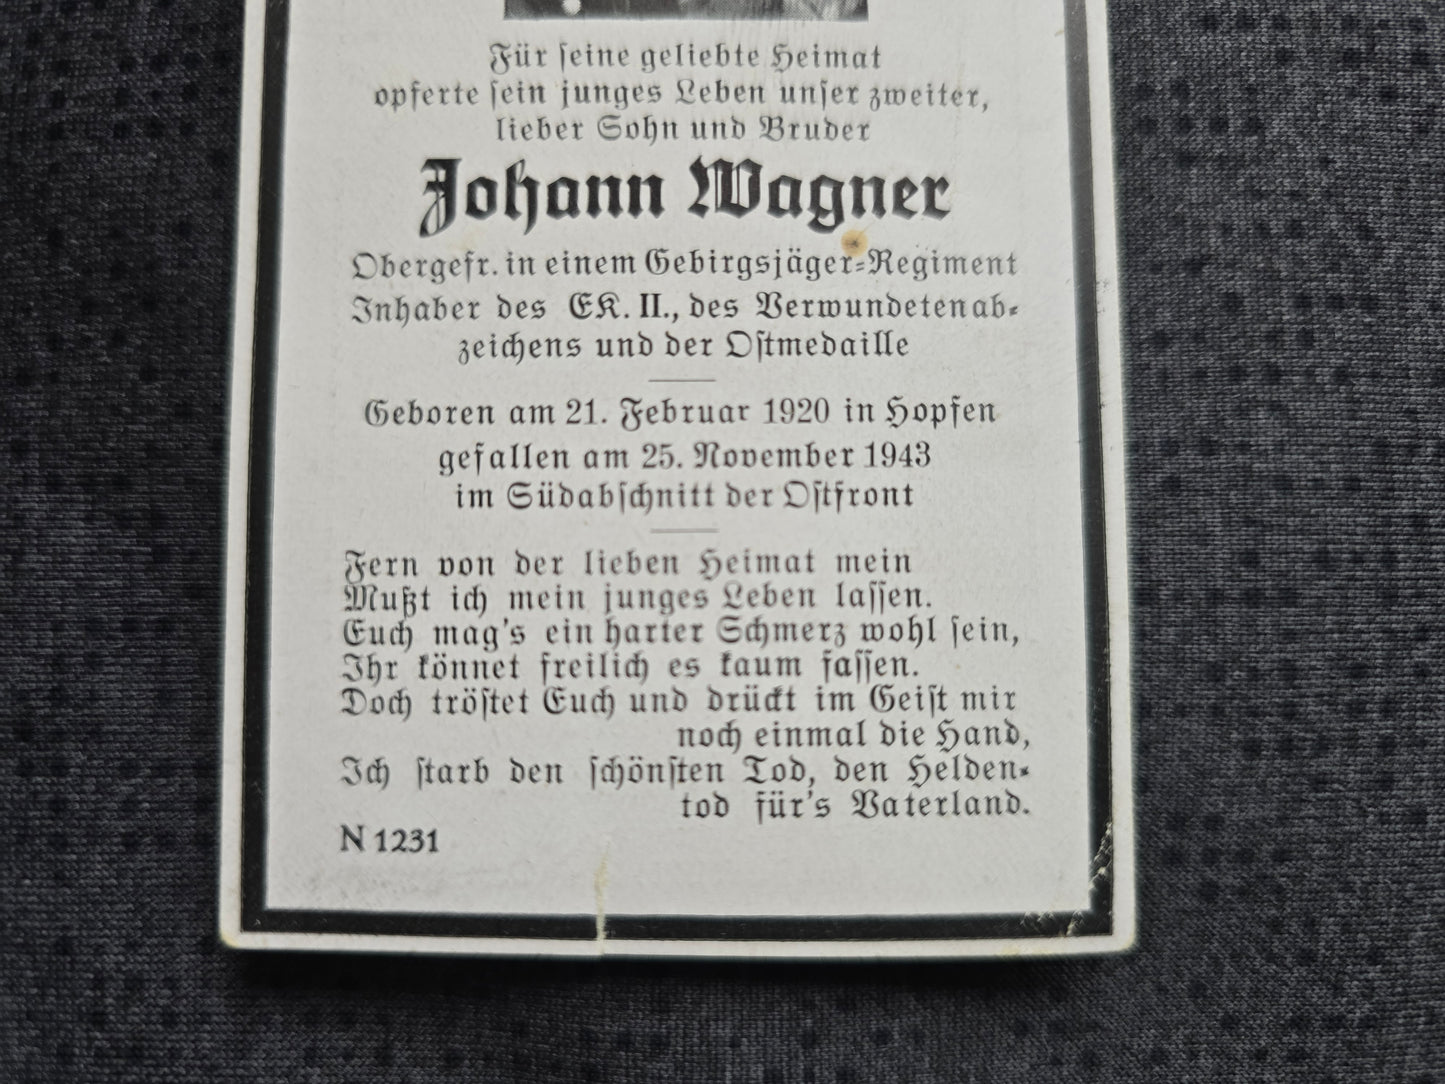 Für ſeine geliebte Heimat
opferte ſein junges Leben unſer zweiter,
lieber Sohn und Bruder
Johann Wagner
Obergefr. in einem Gebirgsjäger-Regiment
Inhaber des EK. II., des Verwundetenab-
zeichens und der Oſtmedaille
Geboren am 21. Februar 1920 in Hopfen
gefallen am 25. November 1943
im Südabſchnitt der Oſtfront
Fern von der lieben Heimat mein
Mußt ich mein junges Leben laſſen.
Euch mag's ein harter Schmerz wohl ſein,
Ihr könnet freilich es kaum faſſen.
Doch tröſtet Euch und drückt im Geiſt mir
noch einmal die Hand,
Ich ſtarb den ſchönſten Tod, den Helden-
tod für's Vaterland.
N 1231